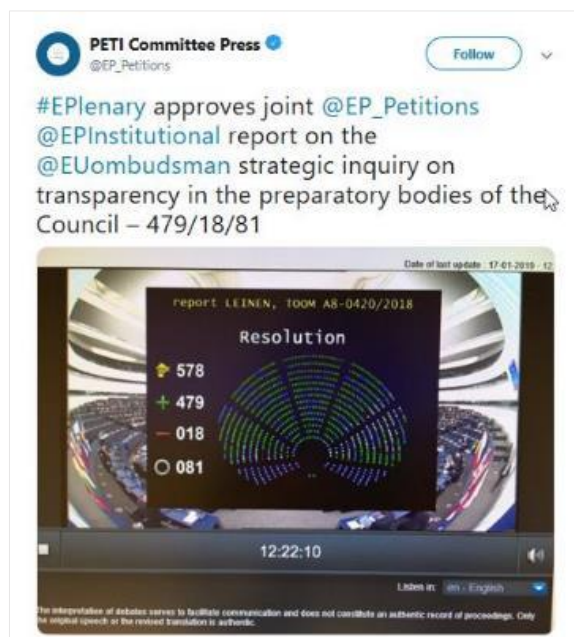 PETI Committee Press
@EP_Petitions
Follow
#EPlenary approves joint @EP_Petitions
@EPInstitutional report on the
@EUombudsman strategic inquiry on
transparency in the preparatory bodies of the
Council – 479/18/81
Date of last update : 17-01-2019 - 12
report LEINEN, TOOM A8-0420/2018
Resolution
578
+ 479
- 018
081
12:22:10
Listen in: en - English
The interpretation of debates serves to facilitate communication and does not constitute an authentic record of proceedings. Only
the original speech or the revised translation is authentic.